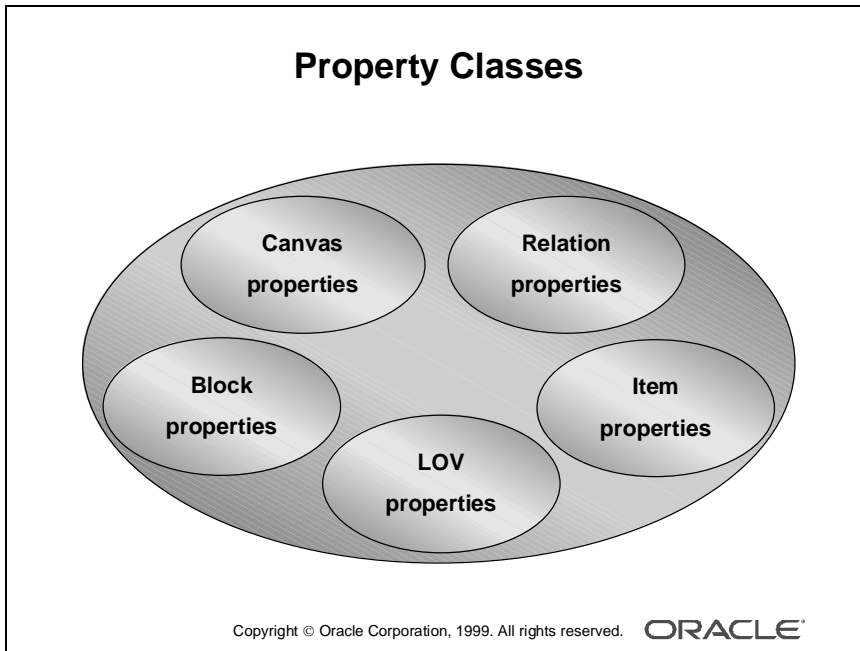 Property Classes
Canvas
properties
Relation
properties
Block
properties
Item
properties
LOV
properties
Copyright © Oracle Corporation, 1999. All rights reserved. ORACLE®